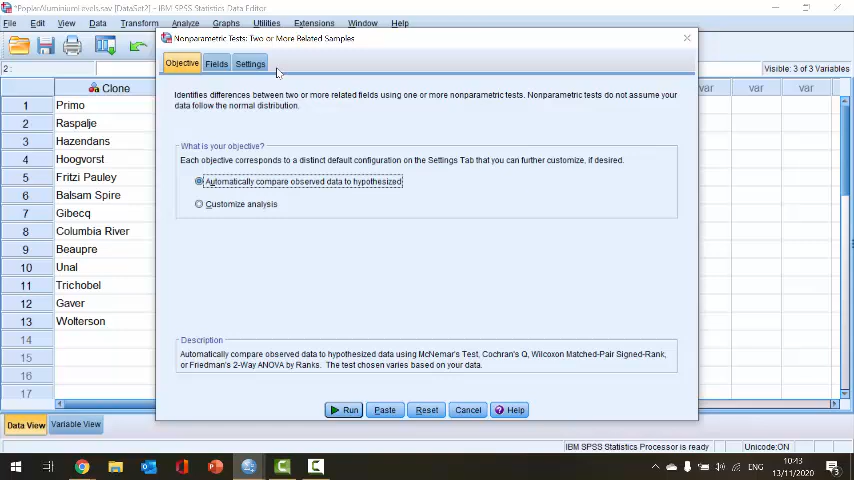 *PoplarAluminiumLevels.sav [DataSet2] - IBM SPSS Statistics Data Editor
File Edit View Data Transform Analyze Graphs Utilities Extensions Window Help
Nonparametric Tests: Two or More Related Samples
2 :
Visible: 3 of 3 Variables
Objective Fields Settings
Clone
var var var
Identifies differences between two or more related fields using one or more nonparametric tests. Nonparametric tests do not assume your
data follow the normal distribution.
What is your objective?
Each objective corresponds to a distinct default configuration on the Settings Tab that you can further customize, if desired.
Automatically compare observed data to hypothesized
Customize analysis
1 Primo
2 Raspalje
3 Hazendans
4 Hoogvorst
5 Fritzi Pauley
6 Balsam Spire
7 Gibecq
8 Columbia River
9 Beaupre
10 Unal
11 Trichobel
12 Gaver
13 Wolterson
14
15
16
17
Description
Automatically compare observed data to hypothesized data using McNemar's Test, Cochran's Q, Wilcoxon Matched-Pair Signed-Rank,
or Friedman's 2-Way ANOVA by Ranks. The test chosen varies based on your data.
Run Paste Reset Cancel Help
Data View Variable View
IBM SPSS Statistics Processor is ready Unicode:ON
ENG
10:43
13/11/2020
3